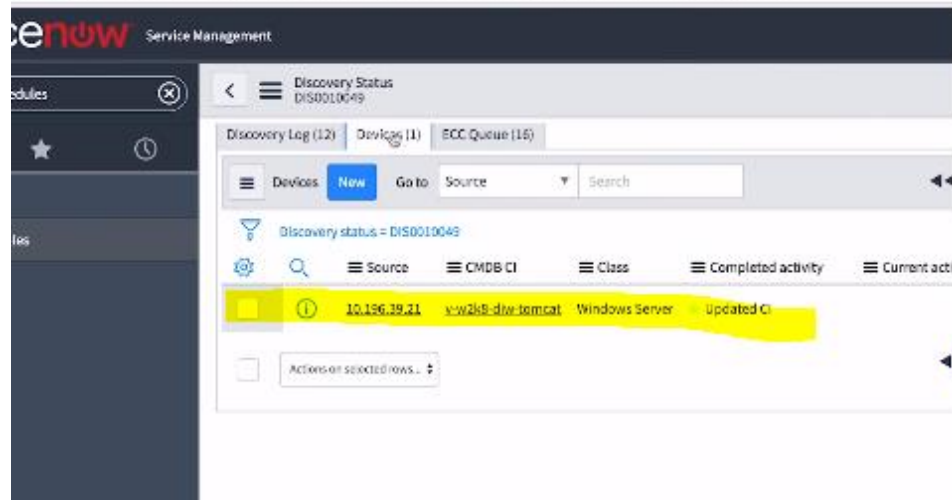 cenow Service Management
edules
Discovery Status
DIS0010049
Discovery Log (12) Devices (1) ECC Queue (16)
Devices New Go to Source Search
les
Discovery status = DIS0010049
Source CMDB CI Class Completed activity Current acti
10.196.39.21 v-w2k8-diw-tomcat Windows Server Updated CI
Actions on selected rows...